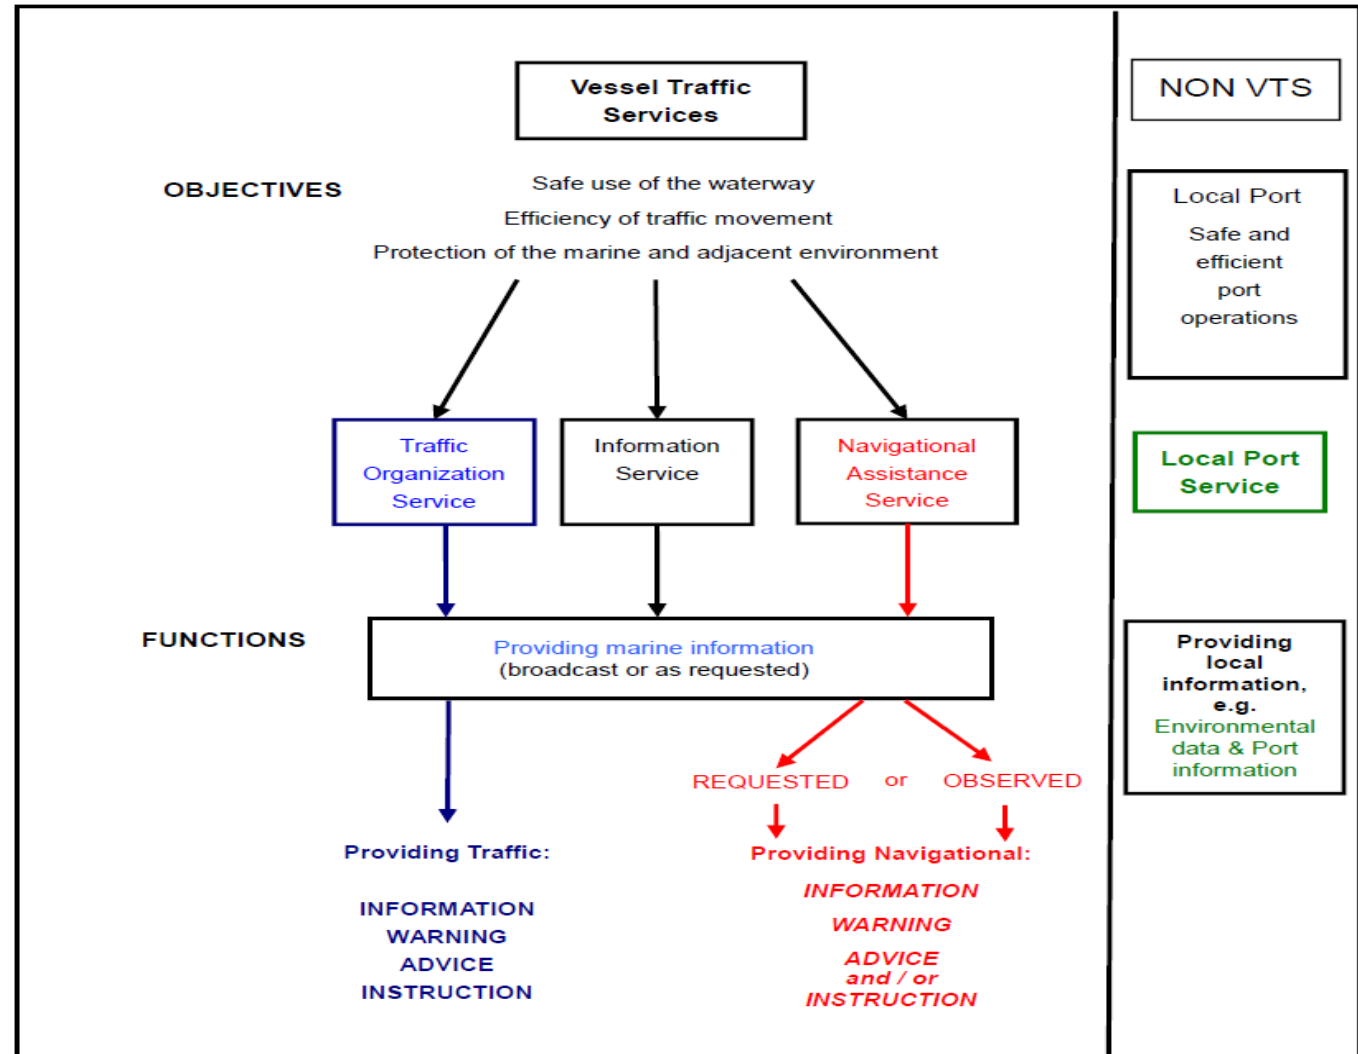 Vessel Traffic
Services
OBJECTIVES
Safe use of the waterway
Efficiency of traffic movement
Protection of the marine and adjacent environment
Traffic
Organization
Service
Information
Service
Navigational
Assistance
Service
FUNCTIONS
Providing marine information
(broadcast or as requested)
REQUESTED or OBSERVED
Providing Traffic:
INFORMATION
WARNING
ADVICE
INSTRUCTION
Providing Navigational:
INFORMATION
WARNING
ADVICE
and / or
INSTRUCTION
NON VTS
Local Port
Safe and
efficient
port
operations
Local Port
Service
Providing
local
information,
e.g.
Environmental
data & Port
information